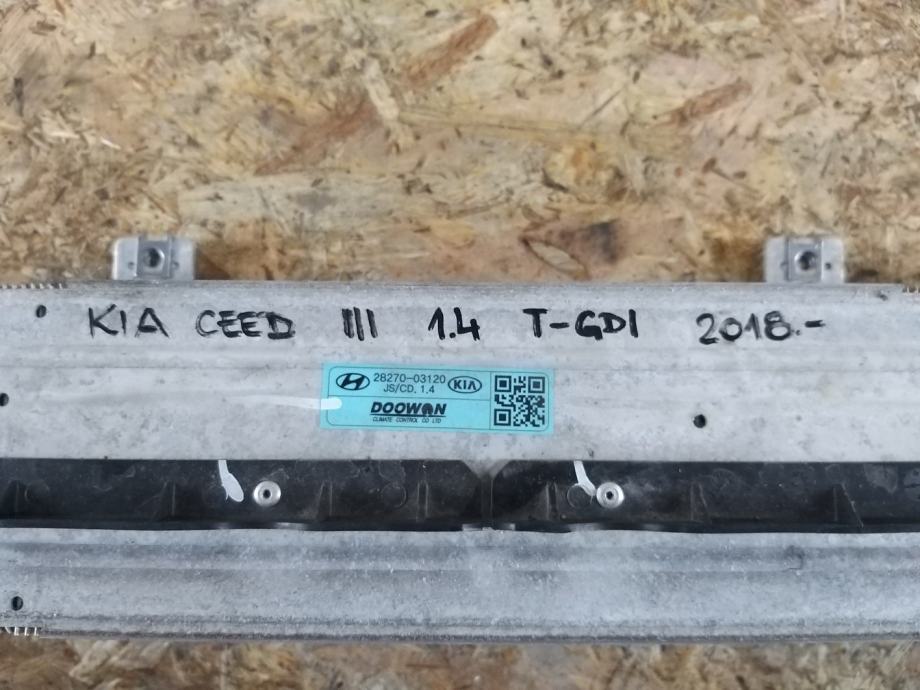 KIA CEED III 1.4 T-GDI 2018.-
28270-03120 KIA
JS/CD, 1,4
DOOWON
CLIMATE CONTROL CO LTD